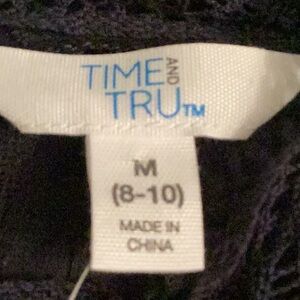 TIME AND
TRU™
M
(8-10)
MADE IN
CHINA